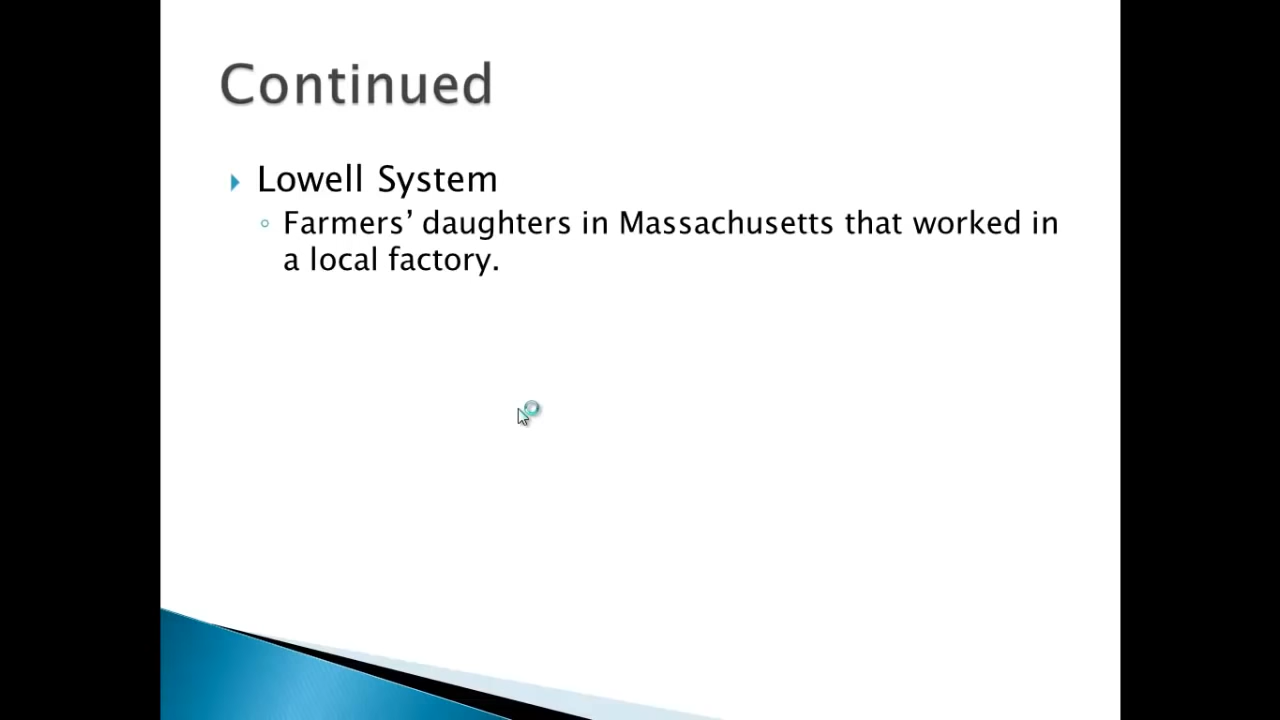 Continued
Lowell System
Farmers’ daughters in Massachusetts that worked in
a local factory.